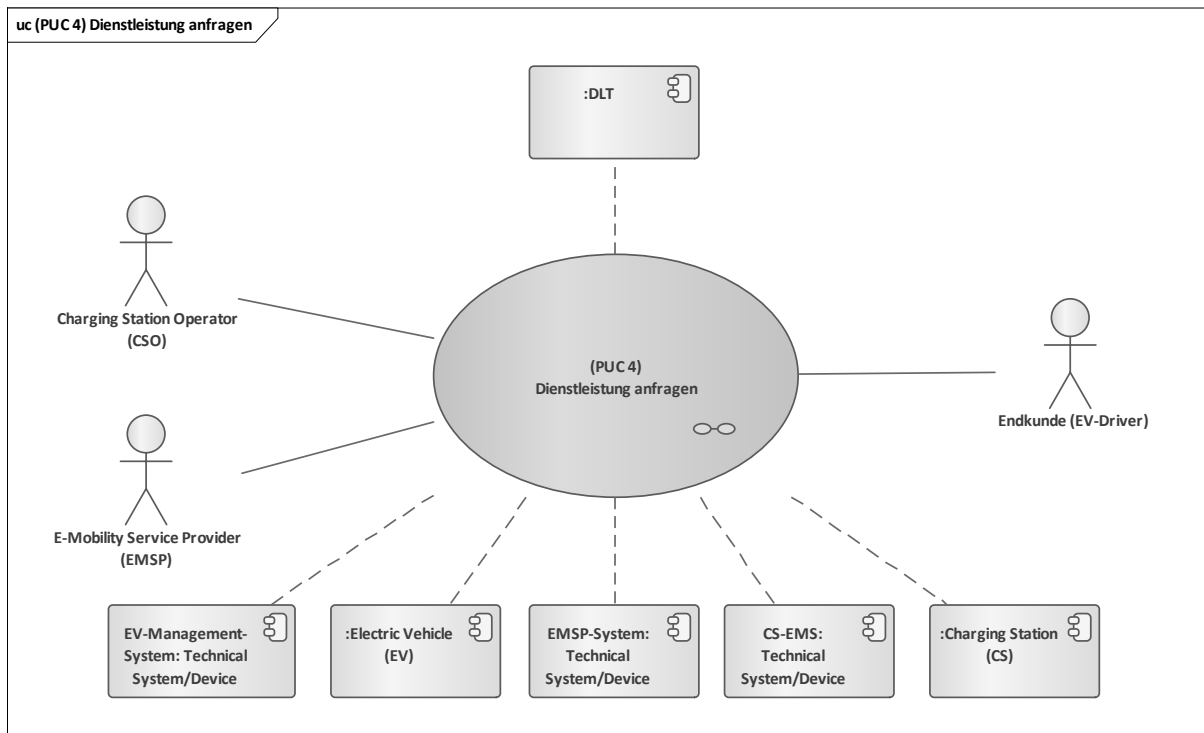 uc (PUC 4) Dienstleistung anfragen
:DLT
Charging Station Operator
(CSO)
(PUC 4)
Dienstleistung anfragen
Endkunde (EV-Driver)
E-Mobility Service Provider
(EMSP)
EV-Management-
System: Technical
System/Device
:Electric Vehicle
(EV)
EMSP-System:
Technical
System/Device
CS-EMS:
Technical
System/Device
:Charging Station
(CS)